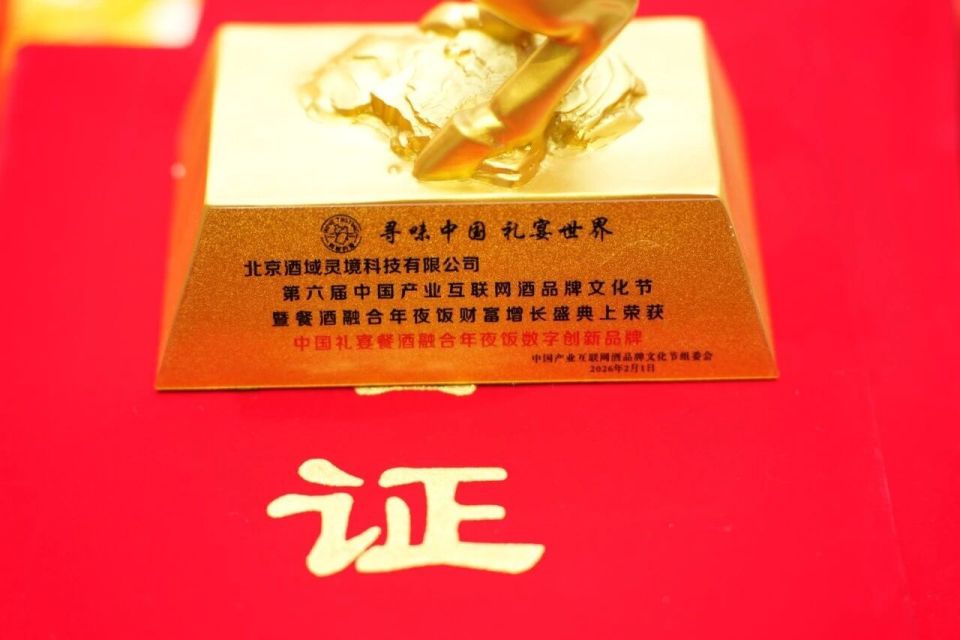 寻味中国 礼宴世界
北京酒域灵境科技有限公司
第六届中国产业互联网酒品牌文化节
暨餐酒融合年夜饭财富增长盛典上荣获
中国礼宴餐酒融合年夜饭数字创新品牌
中国产业互联网酒品牌文化节组委会
2026年2月1日
证